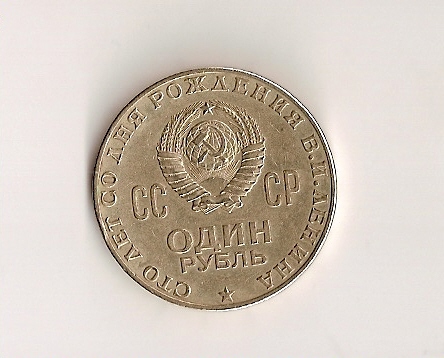 СТО ЛЕТ СО ДНЯ РОЖДЕНИЯ В.И.ЛЕНИНА
СС СР
ОДИН
РУБЛЬ